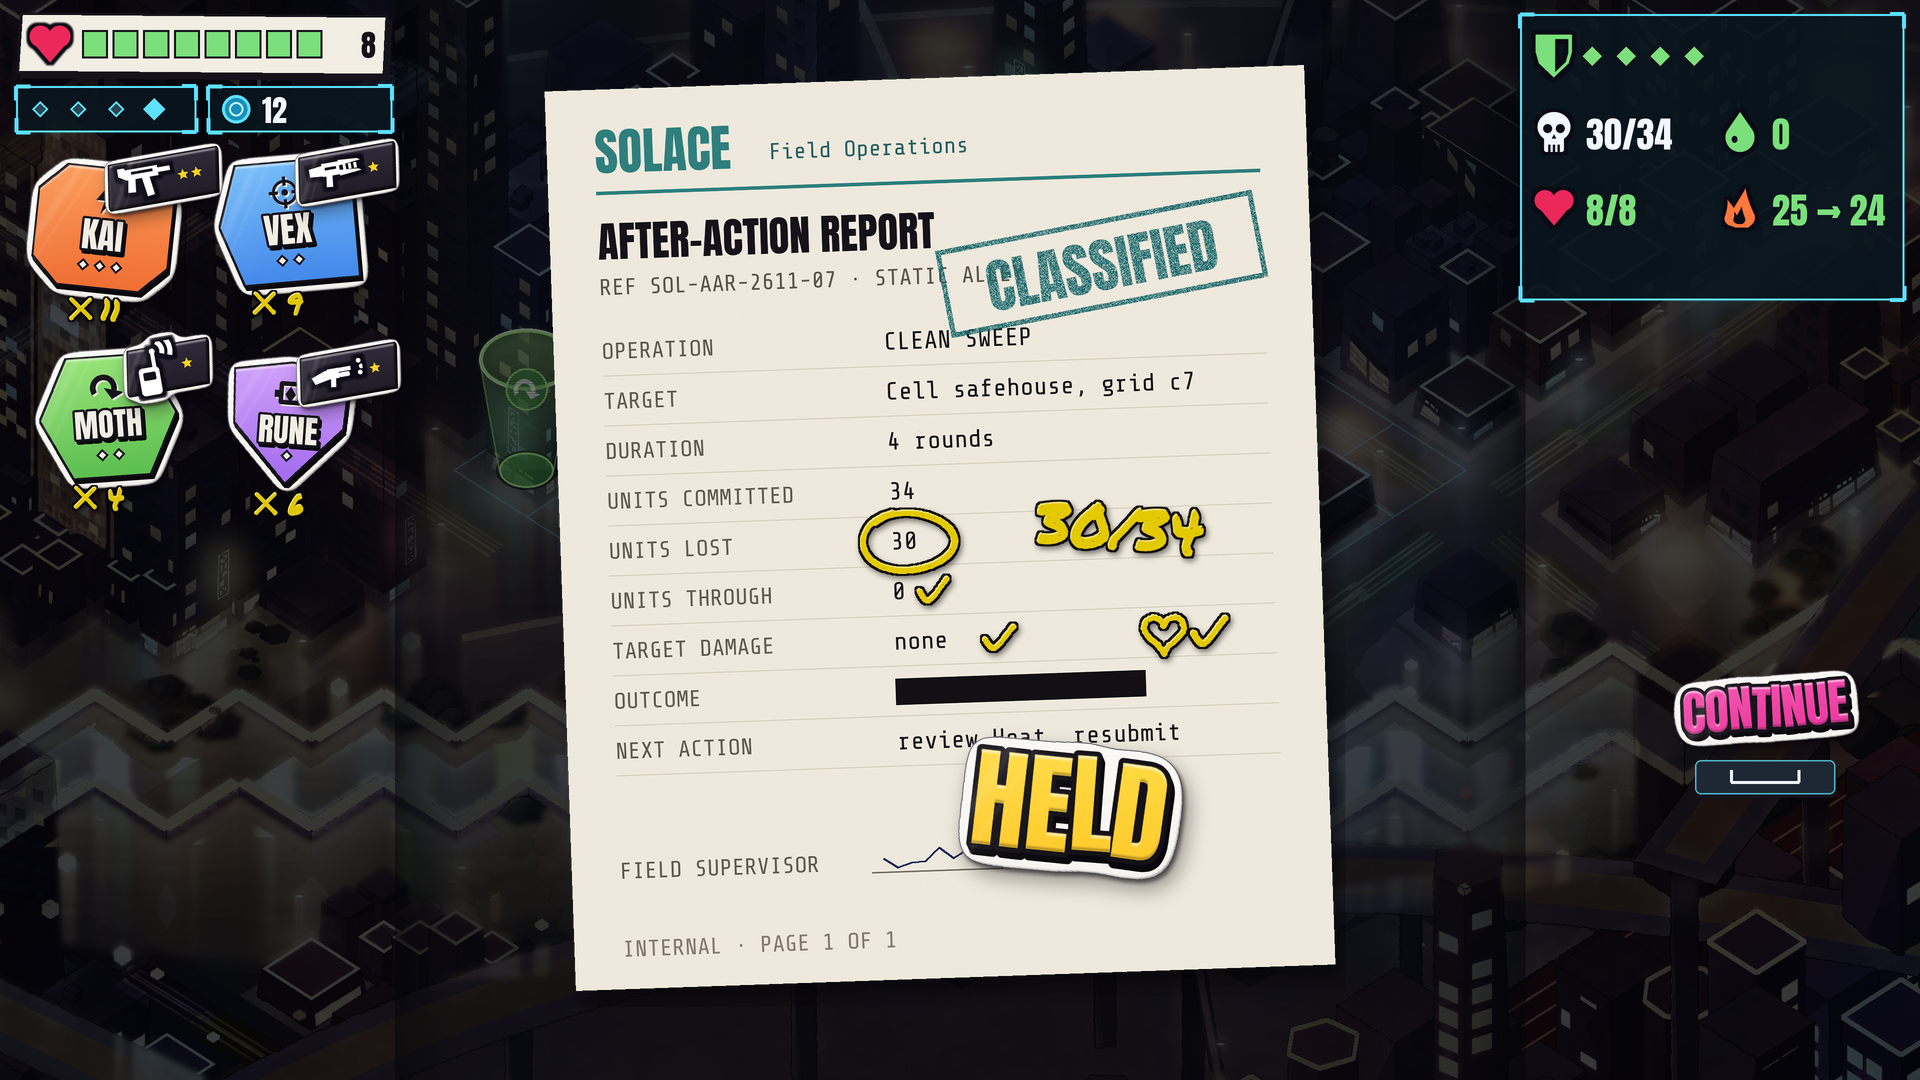 8
12
KAI
× 11
VEX
× 9
MOTH
× 4
RUNE
× 6
SOLACE Field Operations
AFTER-ACTION REPORT
REF SOL-AAR-2611-07 · STATIC
CLASSIFIED
OPERATION CLEAN SWEEP
TARGET Cell safehouse, grid c7
DURATION 4 rounds
UNITS COMMITTED 34
UNITS LOST 30 30/34
UNITS THROUGH 0
TARGET DAMAGE none
OUTCOME
NEXT ACTION review Heat, resubmit
HELD
FIELD SUPERVISOR
INTERNAL · PAGE 1 OF 1
30/34 0
8/8 25 → 24
CONTINUE